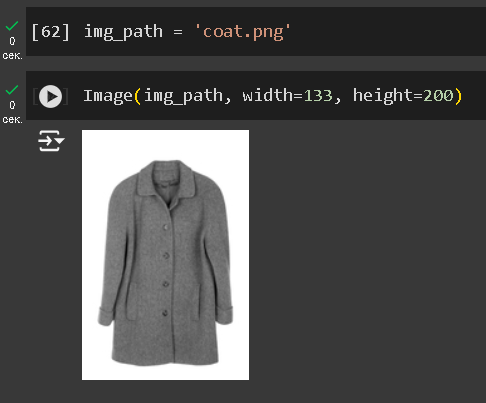 [62] img_path = 'coat.png'
0
сек.
Image(img_path, width=133, height=200)
0
сек.